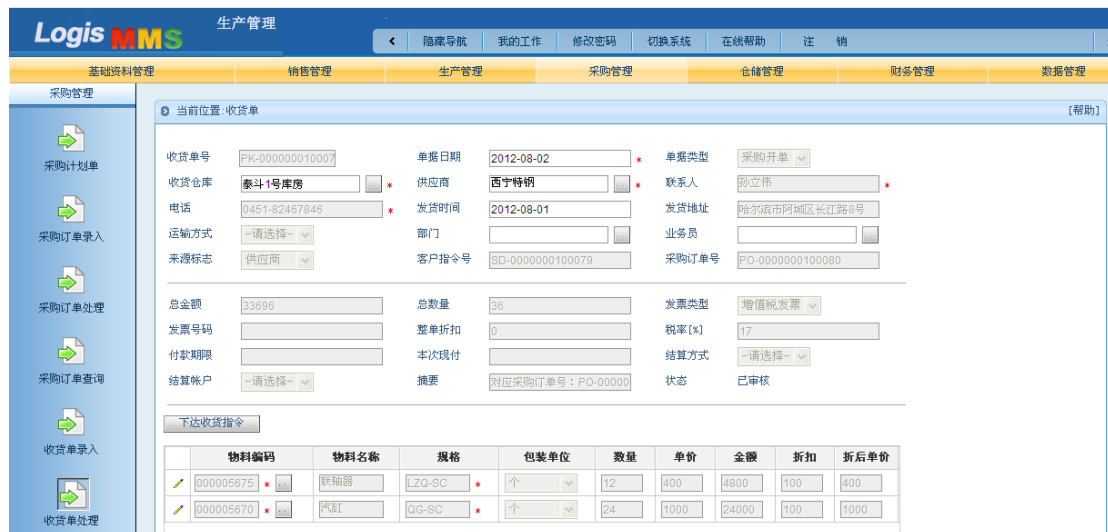 Logis MMS
生产管理
隐藏导航 我的工作 修改密码 切换系统 在线帮助 注 销
基础资料管理 销售管理 生产管理 采购管理 仓储管理 财务管理 数据管理
采购管理
采购计划单
采购订单录入
采购订单处理
采购订单查询
收货单录入
收货单处理
当前位置:收货单 [帮助]
收货单号 PK-000000010007 单据日期 2012-08-02 * 单据类型 采购开单
收货仓库 泰斗1号库房 ... * 供应商 西宁特钢 ... * 联系人 孙立伟 *
电话 0451-82467846 * 发货时间 2012-08-01 发货地址 哈尔滨市阿城区长江路8号
运输方式 -请选择- 部门 ... 业务员 ...
来源标志 供应商 客户指令号 SD-0000000100079 采购订单号 PO-0000000100080
总金额 33696 总数量 36 发票类型 增值税发票
发票号码 整单折扣 0 税率[%] 17
付款期限 本次现付 结算方式 -请选择-
结算帐户 -请选择- 摘要 对应采购订单号：PO-00000 状态 已审核
下达收货指令
物料编码 物料名称 规格 包装单位 数量 单价 金额 折扣 折后单价
000005675 * ... 联轴器 LZQ-SC * 个 12 400 4800 100 400
000005670 * ... 汽缸 QG-SC * 个 24 1000 24000 100 1000